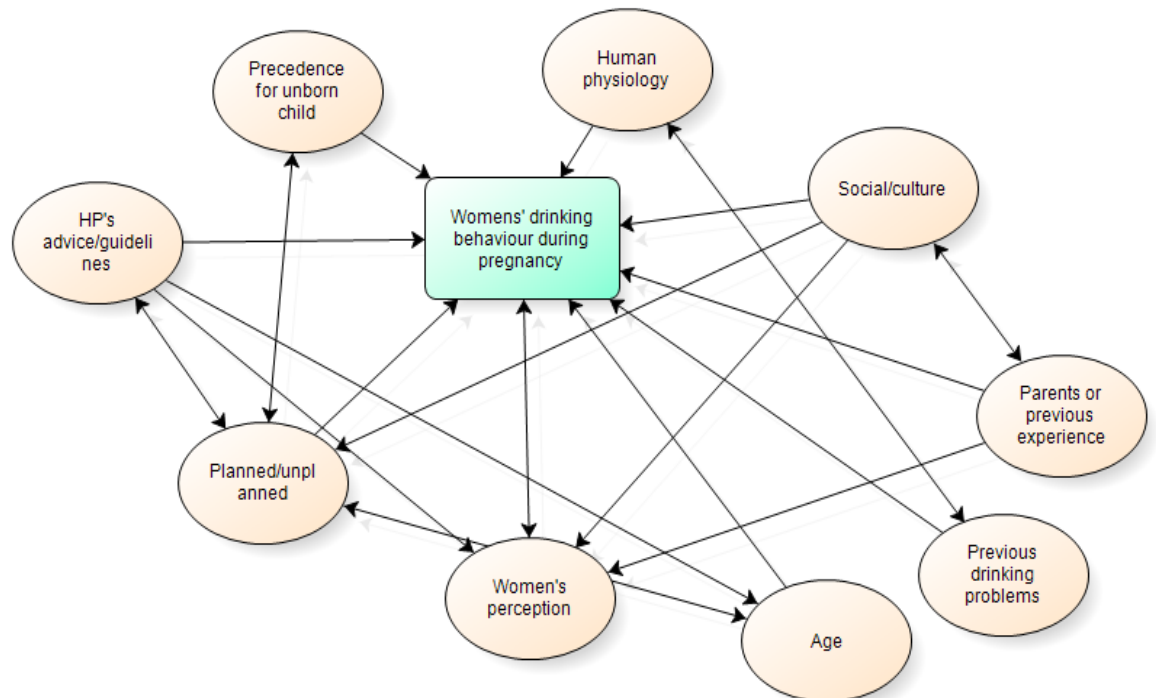 Precedence
for unborn
child
Human
physiology
Social/culture
HP's
advice/guideli
nes
Womens' drinking
behaviour during
pregnancy
Parents or
previous
experience
Planned/unpl
anned
Women's
perception
Previous
drinking
problems
Age